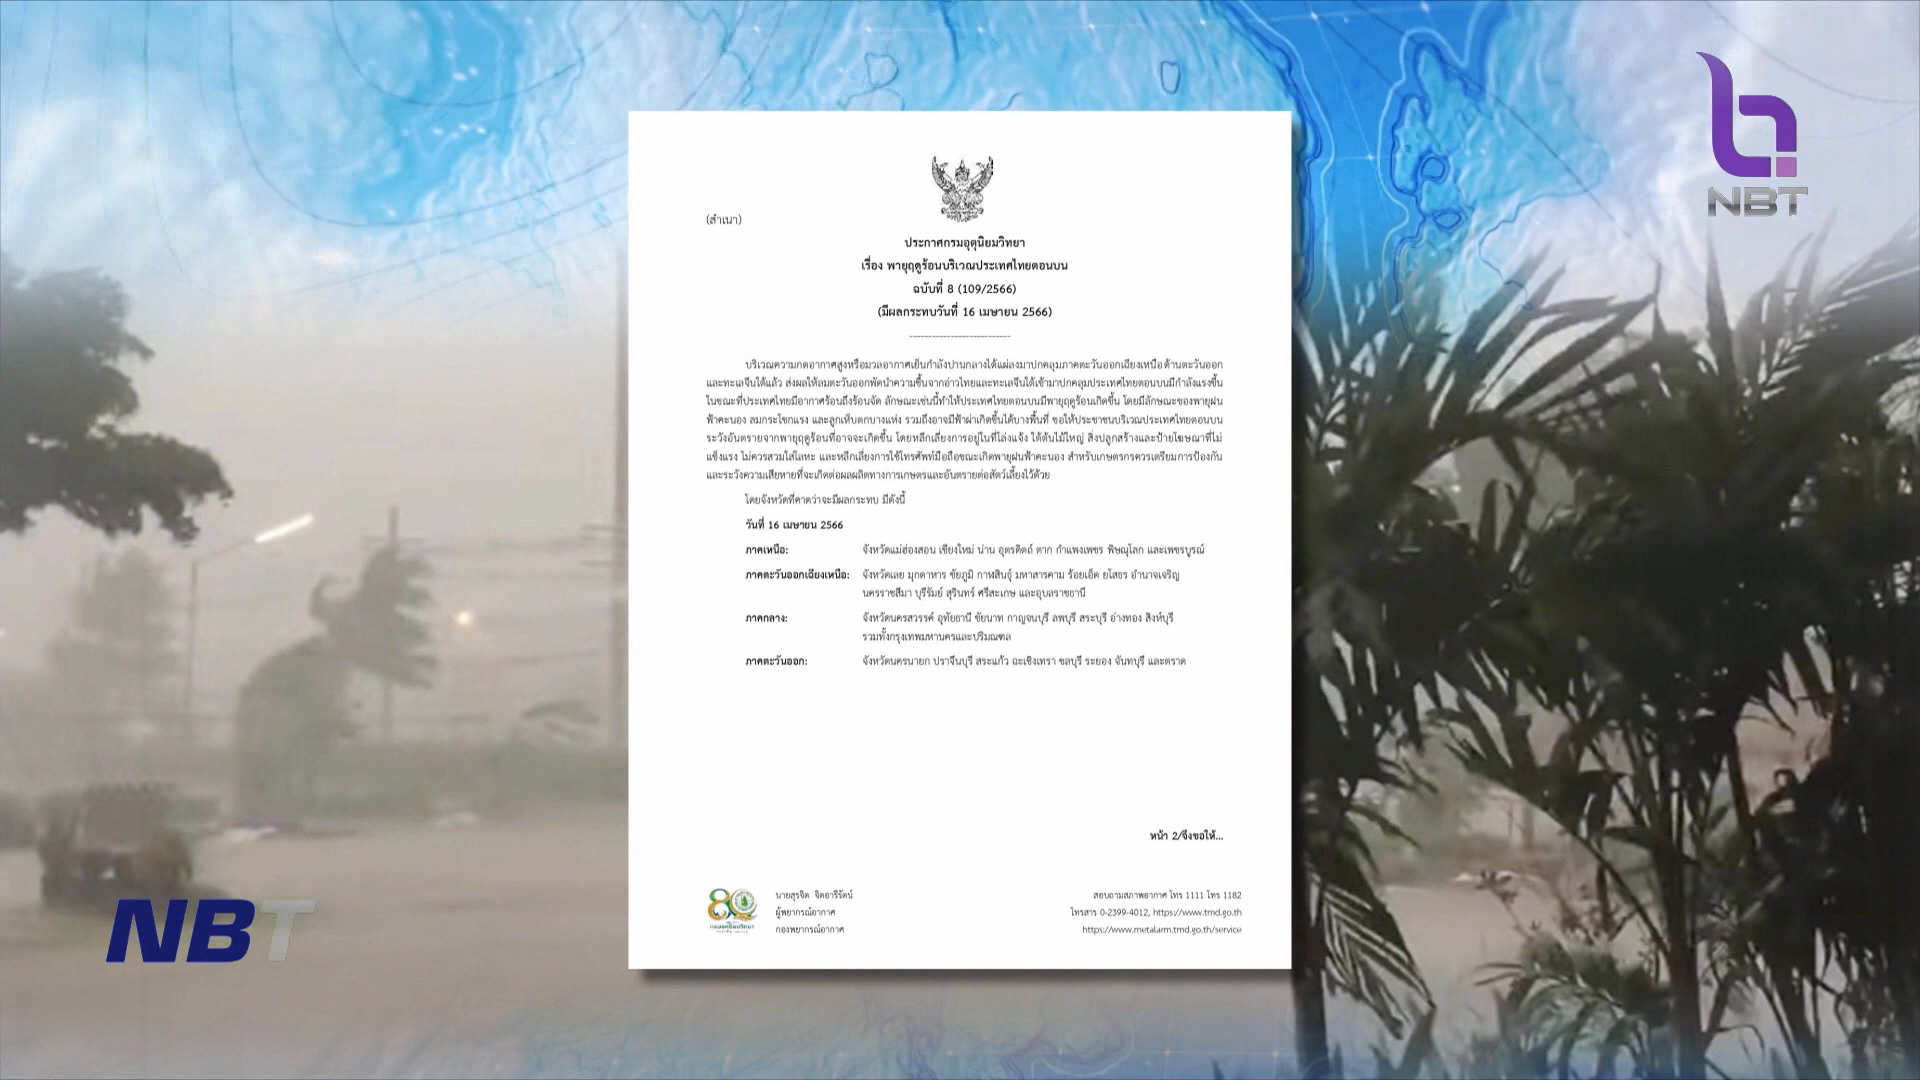 NBT
(สำเนา)
ประกาศกรมอุตุนิยมวิทยา
เรื่อง พายุฤดูร้อนบริเวณประเทศไทยตอนบน
ฉบับที่ 8 (109/2566)
(มีผลกระทบวันที่ 16 เมษายน 2566)
บริเวณความกดอากาศสูงหรือมวลอากาศเย็นกำลังปานกลางได้แผ่ลงมาปกคลุมภาคตะวันออกเฉียงเหนือด้านตะวันออก
และทะเลจีนใต้แล้ว ส่งผลให้ลมตะวันออกพัดนำความชื้นจากอ่าวไทยและทะเลจีนใต้เข้ามาปกคลุมประเทศไทยตอนบนมีกำลังแรงขึ้น
ในขณะที่ประเทศไทยมีอากาศร้อนถึงร้อนจัด ลักษณะเช่นนี้ทำให้ประเทศไทยตอนบนมีพายุฤดูร้อนเกิดขึ้น โดยมีลักษณะของพายุฝน
ฟ้าคะนอง ลมกระโชกแรง และลูกเห็บตกบางแห่ง รวมถึงอาจมีฟ้าผ่าเกิดขึ้นได้บางพื้นที่ ขอให้ประชาชนบริเวณประเทศไทยตอนบน
ระวังอันตรายจากพายุฤดูร้อนที่อาจจะเกิดขึ้น โดยหลีกเลี่ยงการอยู่ในที่โล่งแจ้ง ใต้ต้นไม้ใหญ่ สิ่งปลูกสร้างและป้ายโฆษณาที่ไม่
แข็งแรง ไม่ควรสวมใส่โลหะ และหลีกเลี่ยงการใช้โทรศัพท์มือถือขณะเกิดพายุฝนฟ้าคะนอง สำหรับเกษตรกรควรเตรียมการป้องกัน
และระวังความเสียหายที่จะเกิดต่อผลผลิตทางการเกษตรและอันตรายต่อสัตว์เลี้ยงไว้ด้วย
โดยจังหวัดที่คาดว่าจะมีผลกระทบ มีดังนี้
วันที่ 16 เมษายน 2566
ภาคเหนือ: จังหวัดแม่ฮ่องสอน เชียงใหม่ น่าน อุตรดิตถ์ ตาก กำแพงเพชร พิษณุโลก และเพชรบูรณ์
ภาคตะวันออกเฉียงเหนือ: จังหวัดเลย มุกดาหาร ชัยภูมิ กาฬสินธุ์ มหาสารคาม ร้อยเอ็ด ยโสธร อำนาจเจริญ
นครราชสีมา บุรีรัมย์ สุรินทร์ ศรีสะเกษ และอุบลราชธานี
ภาคกลาง: จังหวัดนครสวรรค์ อุทัยธานี ชัยนาท กาญจนบุรี ลพบุรี สระบุรี อ่างทอง สิงห์บุรี
รวมทั้งกรุงเทพมหานครและปริมณฑล
ภาคตะวันออก: จังหวัดนครนายก ปราจีนบุรี สระแก้ว ฉะเชิงเทรา ชลบุรี ระยอง จันทบุรี และตราด
หน้า 2/จึงขอให้...
80
กรมอุตุนิยมวิทยา
นายสุรจิต จิตอารีรัตน์
ผู้พยากรณ์อากาศ
กองพยากรณ์อากาศ
สอบถามสภาพอากาศ โทร 1111 โทร 1182
โทรสาร 0-2399-4012, https://www.tmd.go.th
https://www.metalarm.tmd.go.th/service
NBT